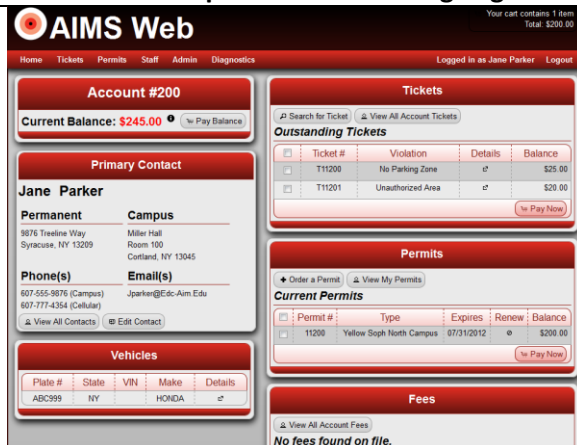 AIMS Web
Your cart contains 1 item
Total: $200.00
Home Tickets Permits Staff Admin Diagnostics
Logged in as Jane Parker Logout
Account #200
Current Balance: $245.00 Pay Balance
Primary Contact
Jane Parker
Permanent Campus
9876 Treeline Way Miller Hall
Syracuse, NY 13209 Room 100
Cortland, NY 13045
Phone(s) Email(s)
607-555-9876 (Campus) Jparker@Edc-Aim.Edu
607-777-4354 (Cellular)
View All Contacts Edit Contact
Vehicles
Plate # State VIN Make Details
ABC999 NY HONDA
Tickets
Search for Ticket View All Account Tickets
Outstanding Tickets
Ticket # Violation Details Balance
T11200 No Parking Zone $25.00
T11201 Unauthorized Area $20.00
Pay Now
Permits
Order a Permit View My Permits
Current Permits
Permit # Type Expires Renew Balance
11200 Yellow Soph North Campus 07/31/2012 $200.00
Pay Now
Fees
View All Account Fees
No fees found on file.